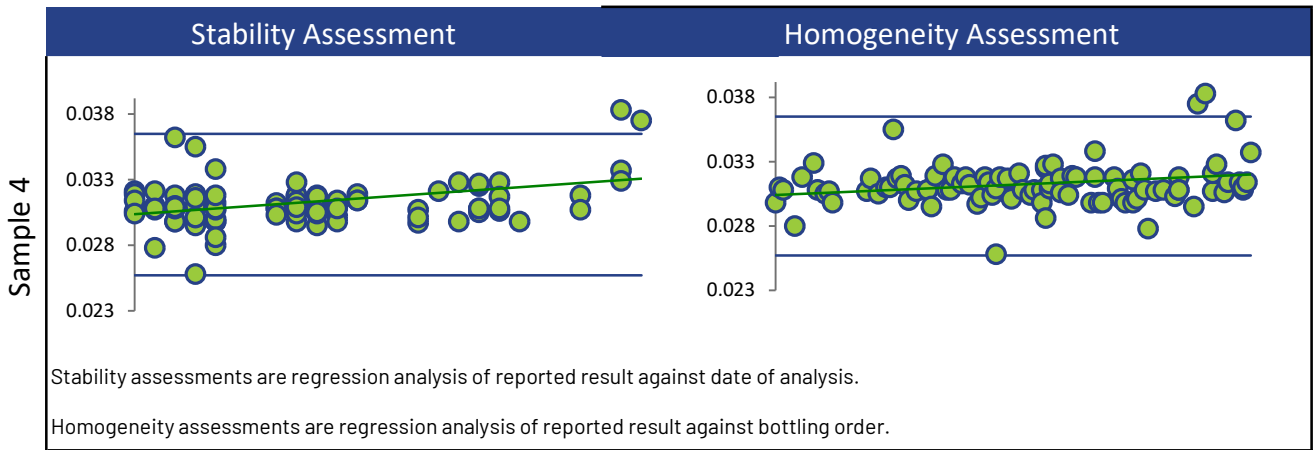 Stability Assessment
Homogeneity Assessment
Sample 4
0.038
0.033
0.028
0.023
0.038
0.033
0.028
0.023
Stability assessments are regression analysis of reported result against date of analysis.
Homogeneity assessments are regression analysis of reported result against bottling order.